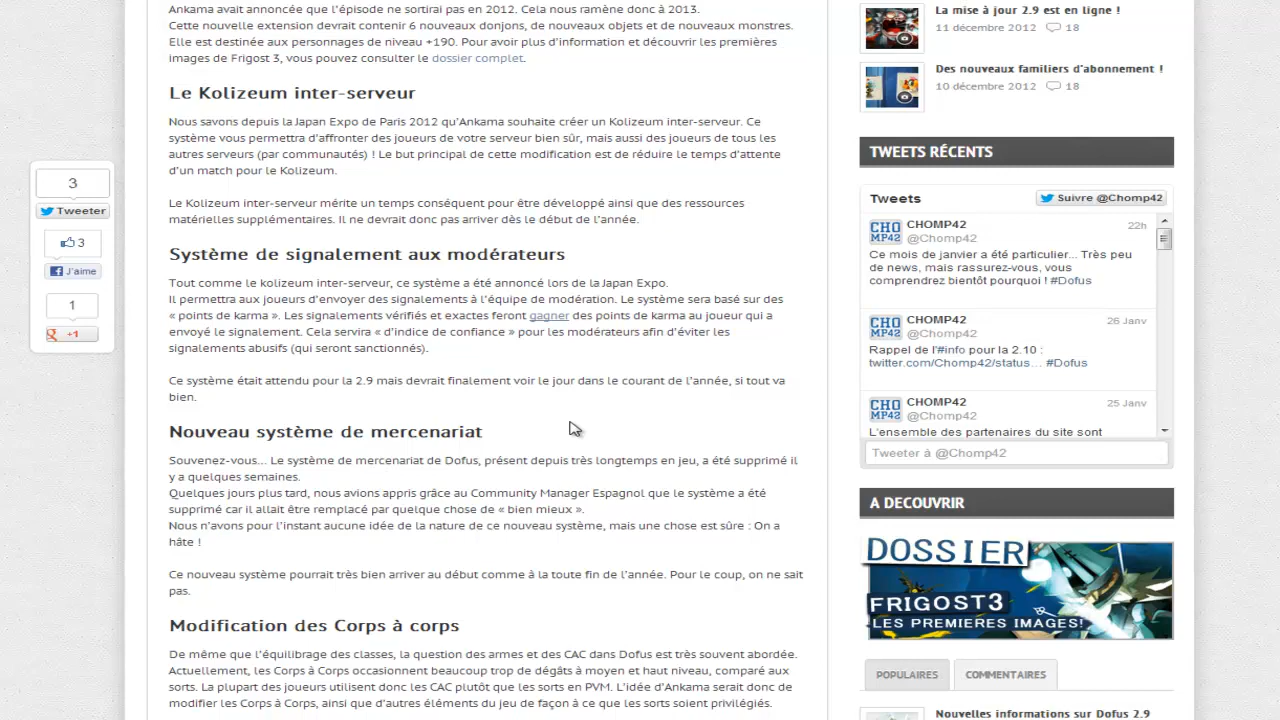 Ankama avait annoncée que l'épisode ne sortirai pas en 2012. Cela nous ramène donc à 2013.
La nouvelle extension devrait contenir 6 nouveaux donjons, de nouveaux objets et de nouveaux monstres.
Elle est destinée aux personnages de niveau +190. Pour avoir plus d'information et découvrir les premières
images de Frigost 3, vous pouvez consulter le dossier complet.
Le Kolizeum inter-serveur
Nous savons depuis la Japan Expo de Paris 2012 qu'Ankama souhaite créer un Kolizeum inter-serveur. Ce
système vous permettra d'affronter des joueurs de votre serveur bien sûr, mais aussi des joueurs de tous les
autres serveurs (par communautés) ! Le but principal de cette modification est de réduire le temps d'attente
d'un match pour le Kolizeum.
Le Kolizeum inter-serveur mérite un temps conséquent pour être développé ainsi que des ressources
matérielles supplémentaires. Il ne devrait donc pas arriver dès le début de l'année.
Système de signalement aux modérateurs
Tout comme le kolizeum inter-serveur, ce système a été annoncé lors de la Japan Expo.
Il permettra aux joueurs d'envoyer des signalements à l'équipe de modération. Le système sera basé sur des
« points de karma ». Les signalements vérifiés et exactes feront gagner des points de karma au joueur qui a
envoyé le signalement. Cela servira « d'indice de confiance » pour les modérateurs afin d'éviter les
signalements abusifs (qui seront sanctionnés).
Ce système était attendu pour la 2.9 mais devrait finalement voir le jour dans le courant de l'année, si tout va
bien.
Nouveau système de mercenariat
Souvenez-vous... Le système de mercenariat de Dofus, présent depuis très longtemps en jeu, a été supprimé il
y a quelques semaines.
Quelques jours plus tard, nous avions appris grâce au Community Manager Espagnol que le système a été
supprimé car il allait être remplacé par quelque chose de « bien mieux ».
Nous n'avons pour l'instant aucune idée de la nature de ce nouveau système, mais une chose est sûre : On a
hâte !
Ce nouveau système pourrait très bien arriver au début comme à la toute fin de l'année. Pour le coup, on ne sait
pas.
Modification des Corps à corps
De même que l'équilibrage des classes, la question des armes et des CAC dans Dofus est très souvent abordée.
Actuellement, les Corps à Corps occasionnent beaucoup trop de dégâts à moyen et haut niveau, comparé aux
sorts. La plupart des joueurs utilisent donc les CAC plutôt que les sorts en PVM. L'idée d'Ankama serait donc de
modifier les Corps à Corps, ainsi que d'autres éléments du jeu de façon à ce que les sorts soient privilégiés.
3
Tweeter
3
J'aime
1
+1
La mise à jour 2.9 est en ligne !
11 décembre 2012 18
Des nouveaux familiers d'abonnement !
10 décembre 2012 18
TWEETS RÉCENTS
Tweets
Suivre @Chomp42
CHO
MP42
CHOMP42
22h
@Chomp42
Ce mois de janvier a été particulier... Très peu
de news, mais rassurez-vous, vous
comprendrez bientôt pourquoi ! #Dofus
CHO
MP42
CHOMP42
26 Janv
@Chomp42
Rappel de l'#info pour la 2.10 :
twitter.com/Chomp42/status… #Dofus
CHO
MP42
CHOMP42
25 Janv
@Chomp42
L'ensemble des partenaires du site sont
Tweeter à @Chomp42
A DECOUVRIR
DOSSIER
FRIGOST3
LES PREMIERES IMAGES!
POPULAIRES
COMMENTAIRES
Nouvelles informations sur Dofus 2.9